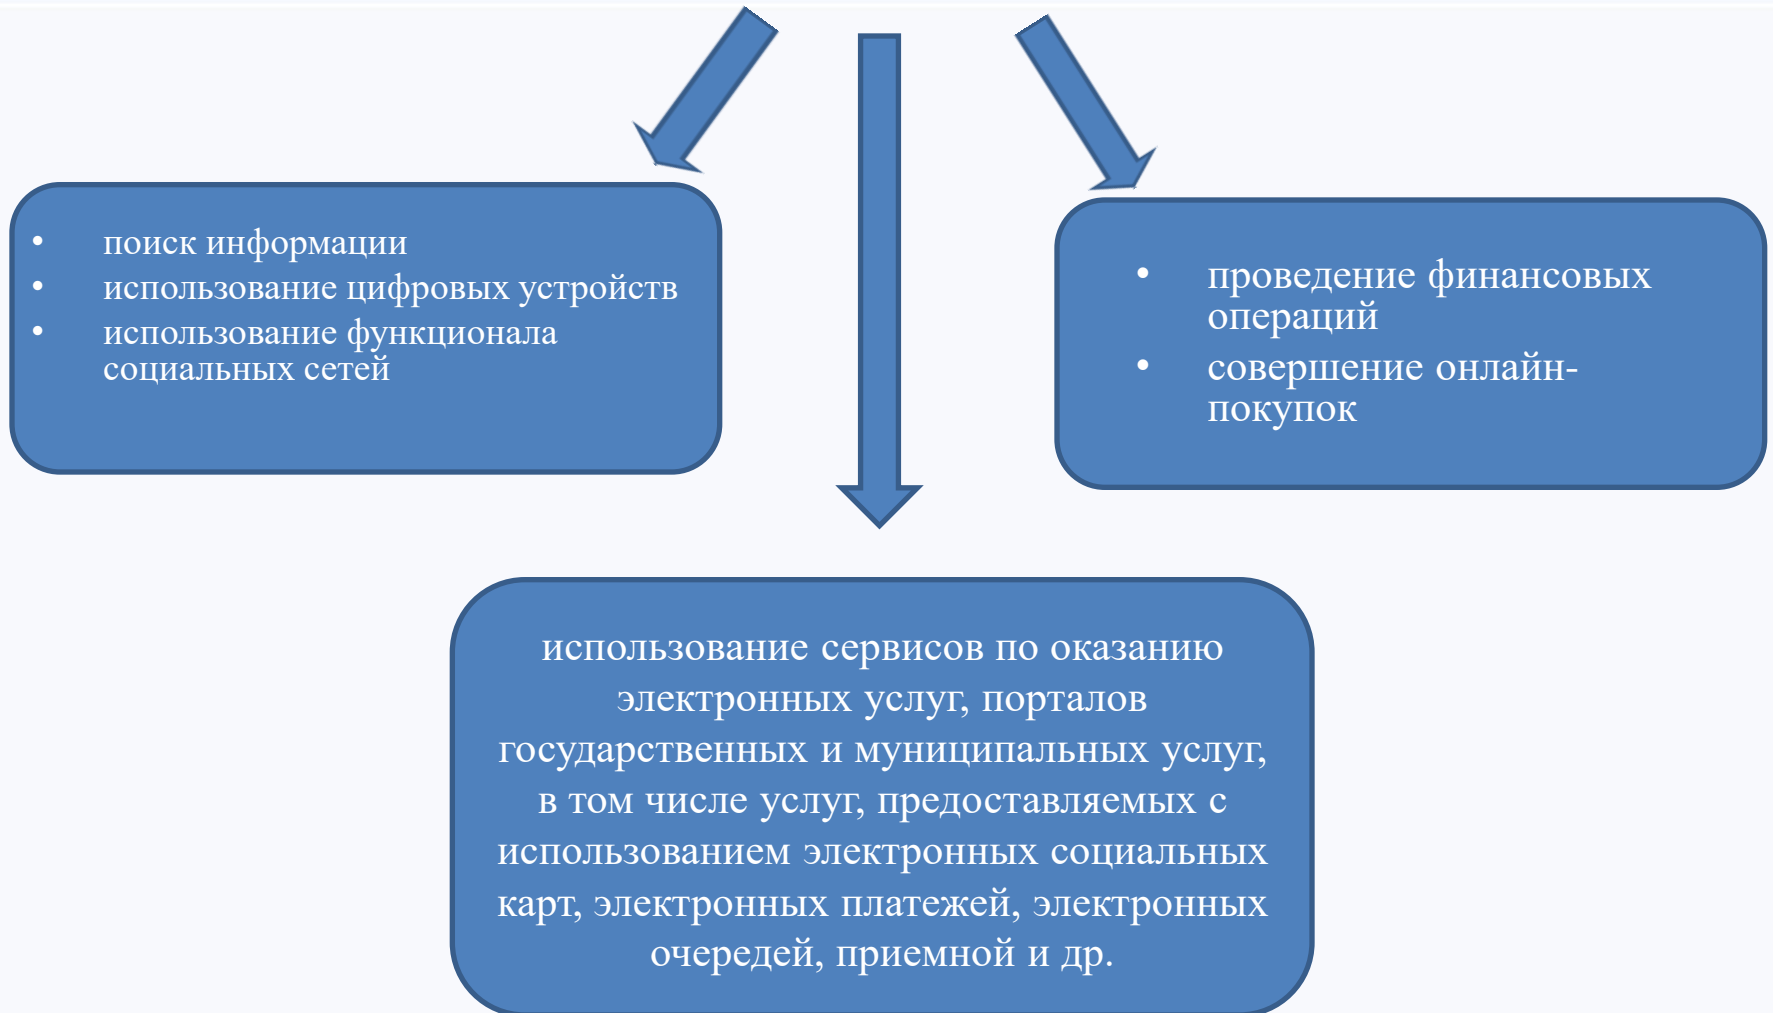 • поиск информации
• использование цифровых устройств
• использование функционала
социальных сетей
• проведение финансовых
операций
• совершение онлайн-
покупок
использование сервисов по оказанию
электронных услуг, порталов
государственных и муниципальных услуг,
в том числе услуг, предоставляемых с
использованием электронных социальных
карт, электронных платежей, электронных
очередей, приемной и др.